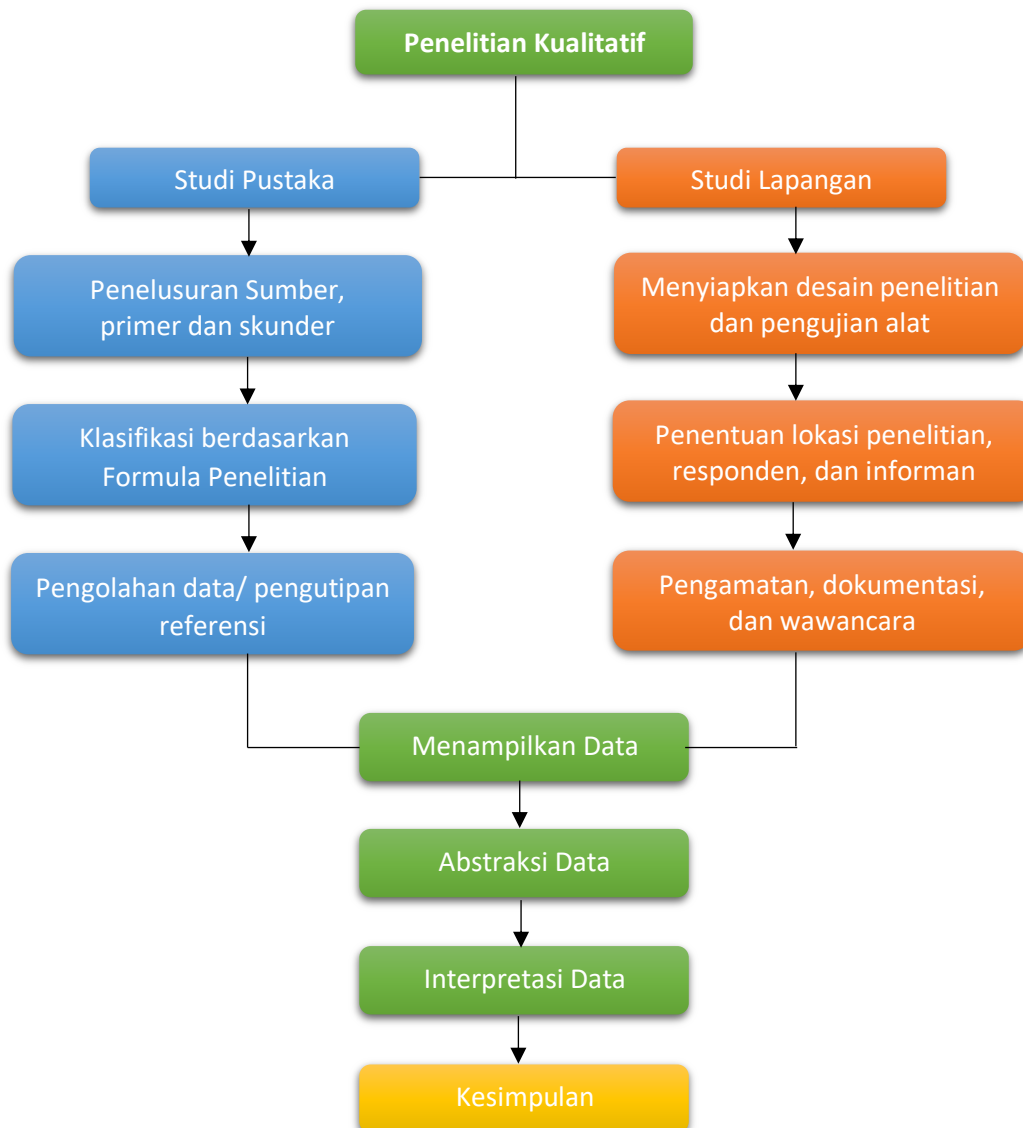 Penelitian Kualitatif
Studi Pustaka
Studi Lapangan
Penelusuran Sumber,
primer dan skunder
Menyiapkan desain penelitian
dan pengujian alat
Klasifikasi berdasarkan
Formula Penelitian
Penentuan lokasi penelitian,
responden, dan informan
Pengolahan data/ pengutipan
referensi
Pengamatan, dokumentasi,
dan wawancara
Menampilkan Data
Abstraksi Data
Interpretasi Data
Kesimpulan